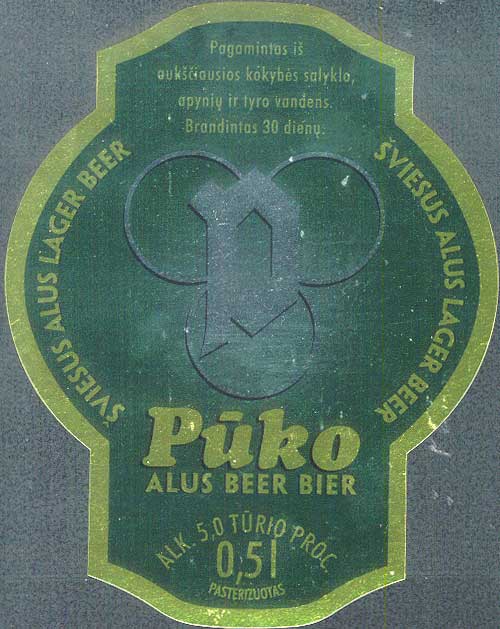 Pagamintas iš
aukščiausios kokybės salyklo,
apynių ir tyro vandens.
Brandintas 30 dienų.
ŠVIESUS ALUS LAGER BEER
ŠVIESUS ALUS LAGER BEER
P
Pūko
ALUS BEER BIER
ALK. 5,0 TŪRIO PROC
0,5l
PASTERIZUOTAS